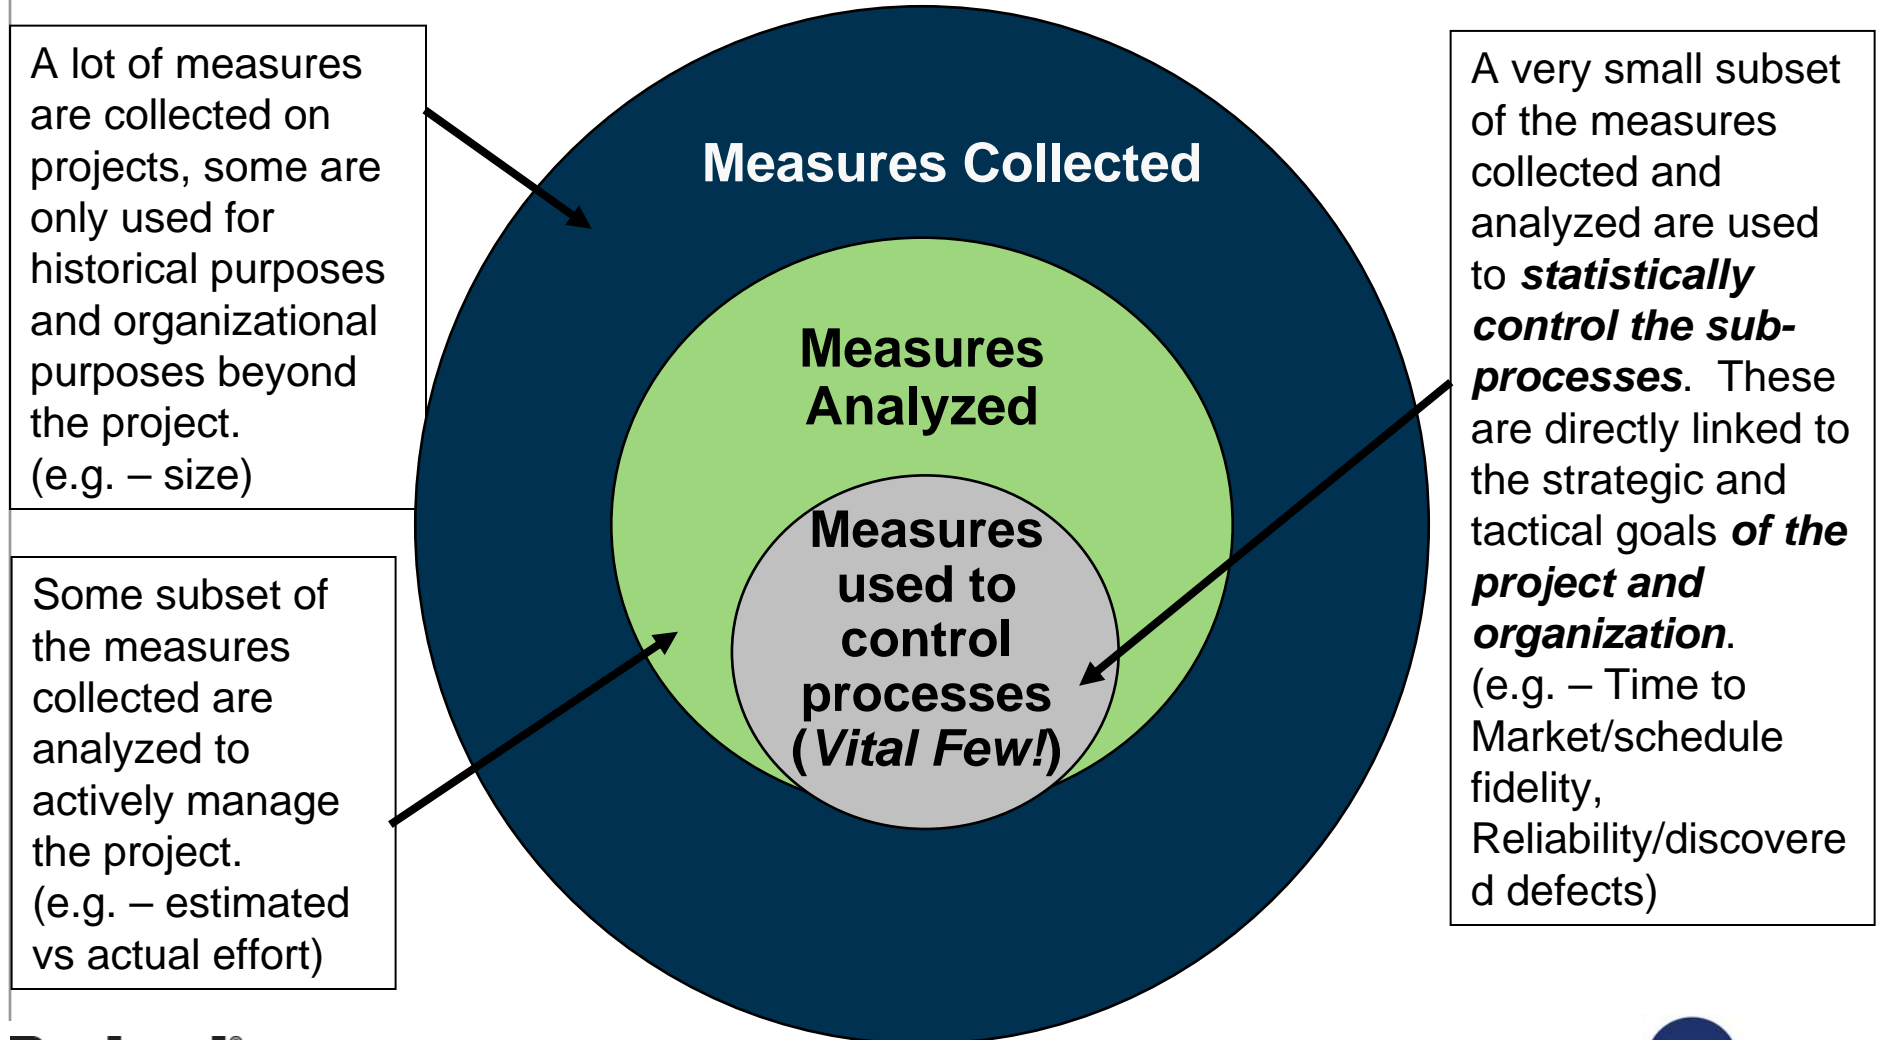 A lot of measures
are collected on
projects, some are
only used for
historical purposes
and organizational
purposes beyond
the project.
(e.g. – size)
Some subset of
the measures
collected are
analyzed to
actively manage
the project.
(e.g. – estimated
vs actual effort)
Measures Collected
Measures
Analyzed
Measures
used to
control
processes
(Vital Few!)
A very small subset
of the measures
collected and
analyzed are used
to statistically
control the sub-
processes.  These
are directly linked to
the strategic and
tactical goals of the
project and
organization.
(e.g. – Time to
Market/schedule
fidelity,
Reliability/discovere
d defects)